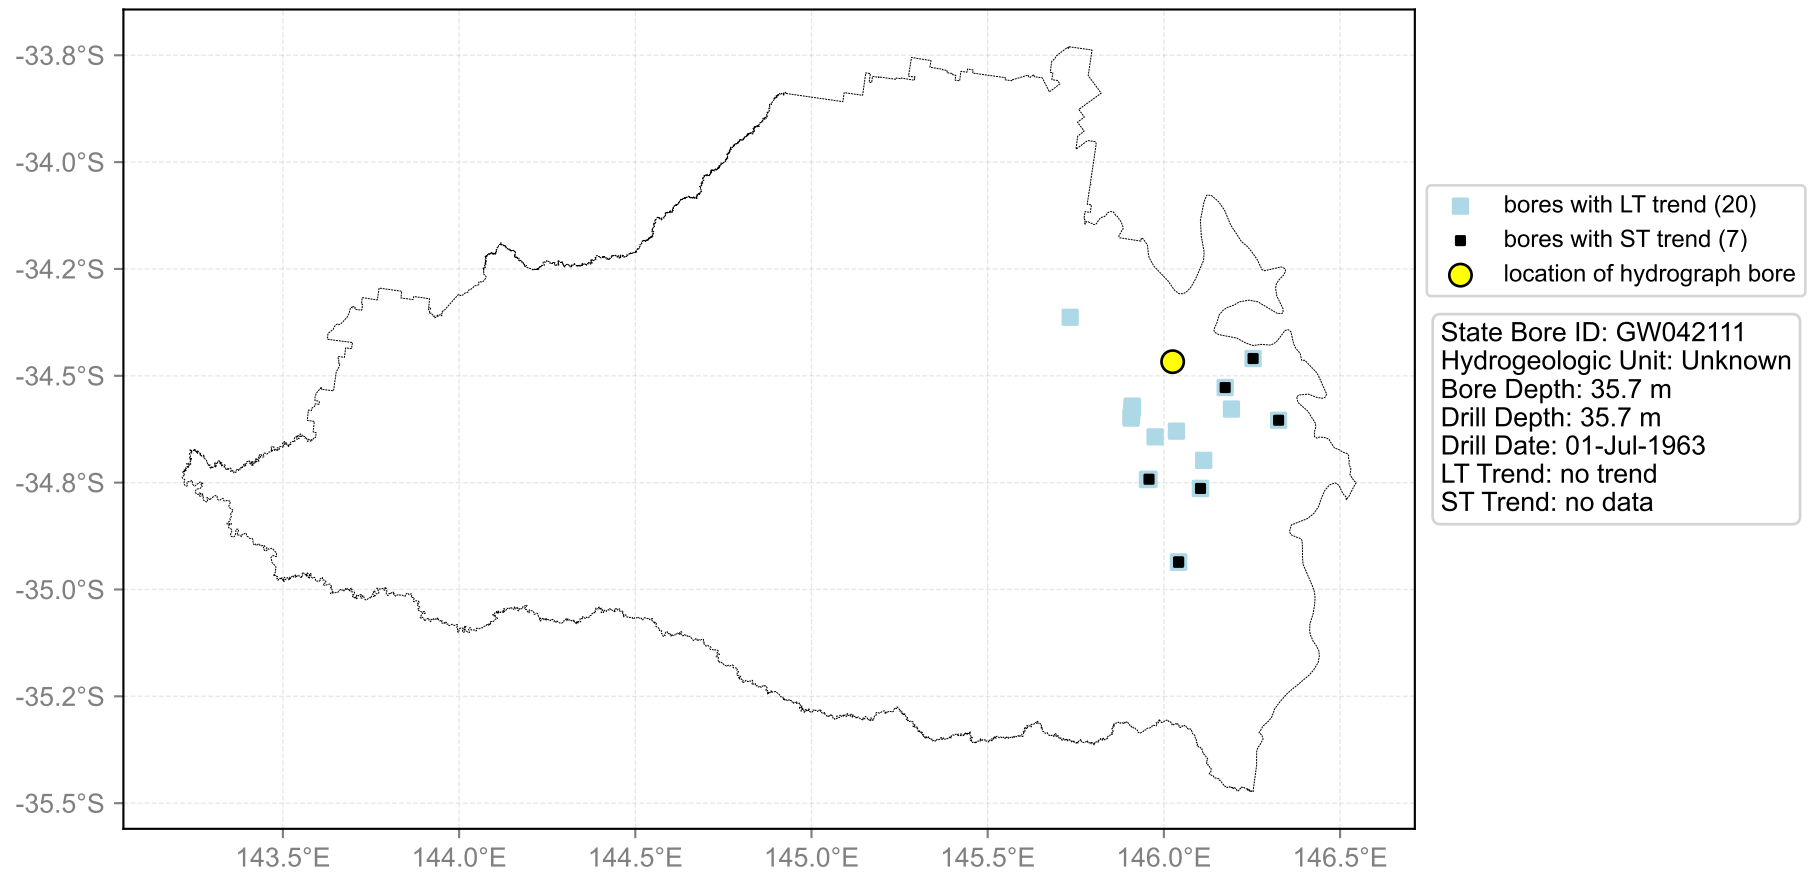 -33.8°S
-34.0°S
-34.2°S
-34.5°S
-34.8°S
-35.0°S
-35.2°S
-35.5°S
143.5°E
144.0°E
144.5°E
145.0°E
145.5°E
146.0°E
146.5°E
bores with LT trend (20)
bores with ST trend (7)
location of hydrograph bore
State Bore ID: GW042111
Hydrogeologic Unit: Unknown
Bore Depth: 35.7 m
Drill Depth: 35.7 m
Drill Date: 01-Jul-1963
LT Trend: no trend
ST Trend: no data